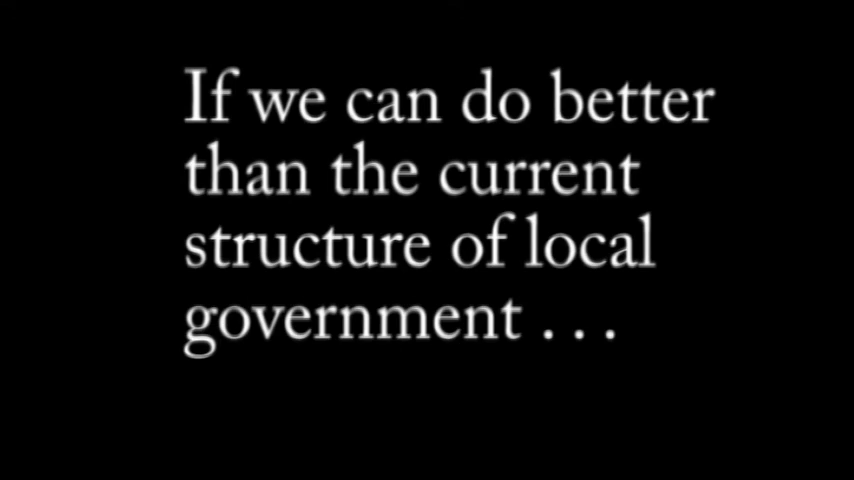 If we can do better
than the current
structure of local
government . . .